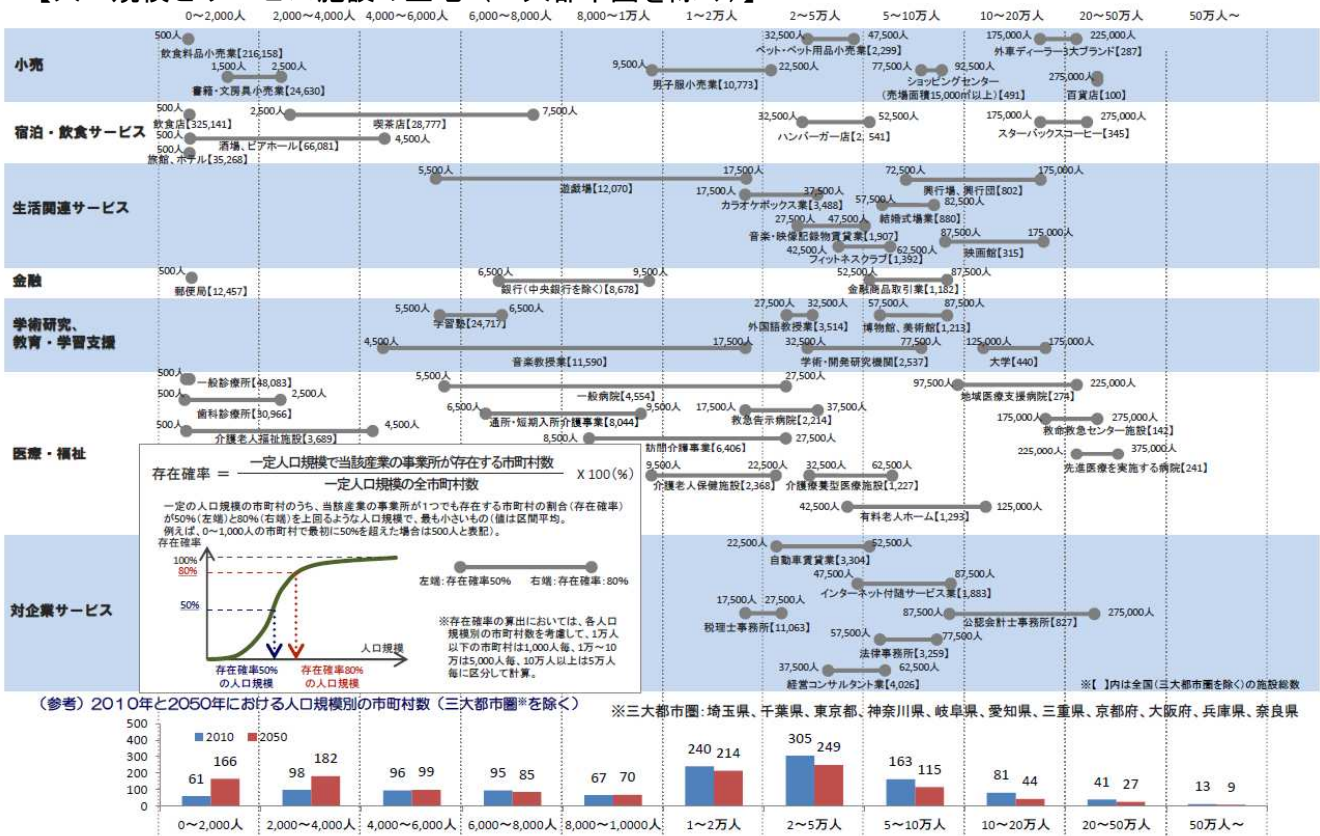 0~2,000人 2,000~4,000人 4,000~6,000人 6,000~8,000人 8,000~1万人 1~2万人 2~5万人 5~10万人 10~20万人 20~50万人 50万人~
小売
500人
飲食料品小売業【216,158】
1,500人 2,500人
書籍・文房具小売業【24,630】
9,500人 22,500人
男子服小売業【10,773】
32,500人 47,500人
ペット・ペット用品小売業【2,299】
77,500人 92,500人
ショッピングセンター
(売場面積15,000㎡以上)【491】
175,000人 225,000人
外車ディーラー3大ブランド【287】
275,000人
百貨店【100】
宿泊・飲食サービス
500人
飲食店【325,141】
2,500人 7,500人
喫茶店【28,777】
500人 4,500人
酒場、ビアホール【66,081】
500人
旅館、ホテル【35,268】
32,500人 52,500人
ハンバーガー店【2,541】
175,000人 275,000人
スターバックスコーヒー【345】
生活関連サービス
5,500人 17,500人
遊戯場【12,070】
17,500人 37,500人
カラオケボックス業【3,488】
27,500人 47,500人
音楽・映像記録物賃貸業【1,907】
42,500人 62,500人
フィットネスクラブ【1,392】
72,500人 175,000人
興行場、興行団【802】
57,500人 82,500人
結婚式場業【880】
87,500人 175,000人
映画館【315】
金融
500人
郵便局【12,457】
6,500人 9,500人
銀行(中央銀行を除く)【8,678】
52,500人 87,500人
金融商品取引業【1,182】
学術研究、
教育・学習支援
5,500人 6,500人
学習塾【24,717】
4,500人 17,500人
音楽教授業【11,590】
27,500人 32,500人
外国語教授業【3,514】
57,500人 87,500人
博物館、美術館【1,213】
32,500人 77,500人
学術・開発研究機関【2,537】
125,000人 175,000人
大学【440】
医療・福祉
500人
一般診療所【48,083】
500人 2,500人
歯科診療所【30,966】
500人 4,500人
介護老人福祉施設【3,689】
5,500人 27,500人
一般病院【4,554】
6,500人 9,500人
通所・短期入所介護事業【8,044】
8,500人 27,500人
訪問介護事業【6,406】
17,500人 37,500人
救急告示病院【2,214】
9,500人 22,500人
介護老人保健施設【2,368】
32,500人 62,500人
介護療養型医療施設【1,227】
42,500人 125,000人
有料老人ホーム【1,293】
97,500人 225,000人
地域医療支援病院【274】
175,000人 275,000人
救命救急センター施設【142】
225,000人 375,000人
先進医療を実施する病院【241】
存在確率 = 一定人口規模で当該産業の事業所が存在する市町村数 X 100(%)
一定人口規模の全市町村数
一定の人口規模の市町村のうち、当該産業の事業所が1つでも存在する市町村の割合(存在確率)
が50%(左端)と80%(右端)を上回るような人口規模で、最も小さいもの(値は区間平均。
例えば、0~1,000人の市町村で最初に50%を超えた場合は500人と表記)。
存在確率
100%
80%
50%
人口規模
存在確率50%
の人口規模
存在確率80%
の人口規模
左端:存在確率50% 右端:存在確率:80%
※存在確率の算出においては、各人口
規模別の市町村数を考慮して、1万人
以下の市町村は1,000人毎、1万~10
万は5,000人毎、10万人以上は5万人
毎に区分して計算。
対企業サービス
22,500人 52,500人
自動車賃貸業【3,304】
47,500人 87,500人
インターネット付随サービス業【1,883】
17,500人 27,500人
税理士事務所【11,063】
87,500人 275,000人
公認会計士事務所【827】
57,500人 77,500人
法律事務所【3,259】
37,500人 62,500人
経営コンサルタント業【4,026】
※【 】内は全国(三大都市圏を除く)の施設総数
(参考)2010年と2050年における人口規模別の市町村数(三大都市圏※を除く)
※三大都市圏:埼玉県、千葉県、東京都、神奈川県、岐阜県、愛知県、三重県、京都府、大阪府、兵庫県、奈良県
500
400
300
200
100
0
2010 2050
61 166 98 182 96 99 95 85 67 70 240 214 305 249 163 115 81 44 41 27 13 9
0~2,000人 2,000~4,000人 4,000~6,000人 6,000~8,000人 8,000~1,0000人 1~2万人 2~5万人 5~10万人 10~20万人 20~50万人 50万人~